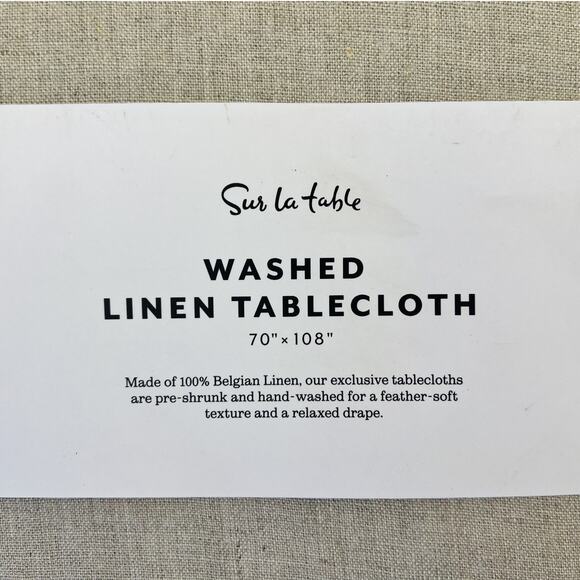 Sur la table
WASHED
LINEN TABLECLOTH
70" × 108"
Made of 100% Belgian Linen, our exclusive tablecloths
are pre-shrunk and hand-washed for a feather-soft
texture and a relaxed drape.